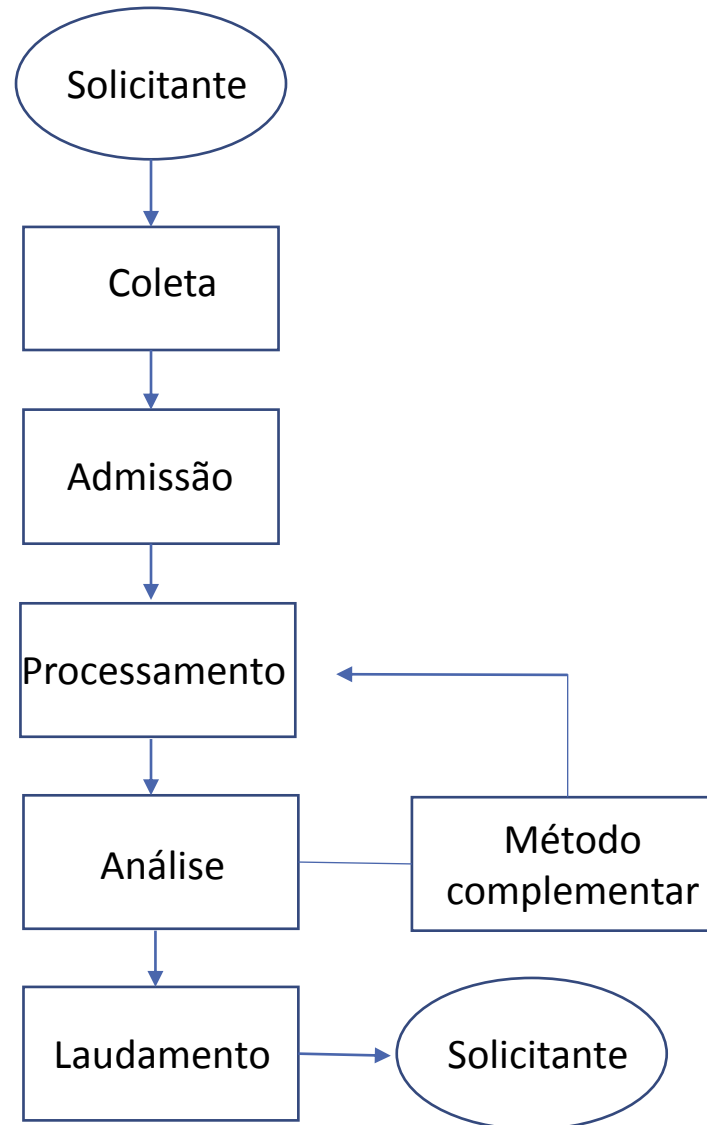 Solicitante
Coleta
Admissão
Processamento
Análise
Método
complementar
Laudamento
Solicitante